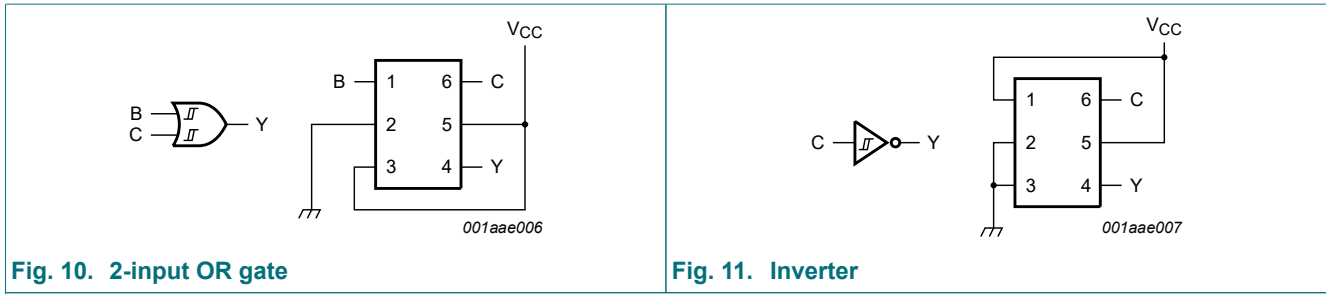 B
C
Y
VCC
B 1 6 C
2 5
3 4 Y
001aae006
Fig. 10. 2-input OR gate
C
Y
VCC
1 6 C
2 5
3 4 Y
001aae007
Fig. 11. Inverter